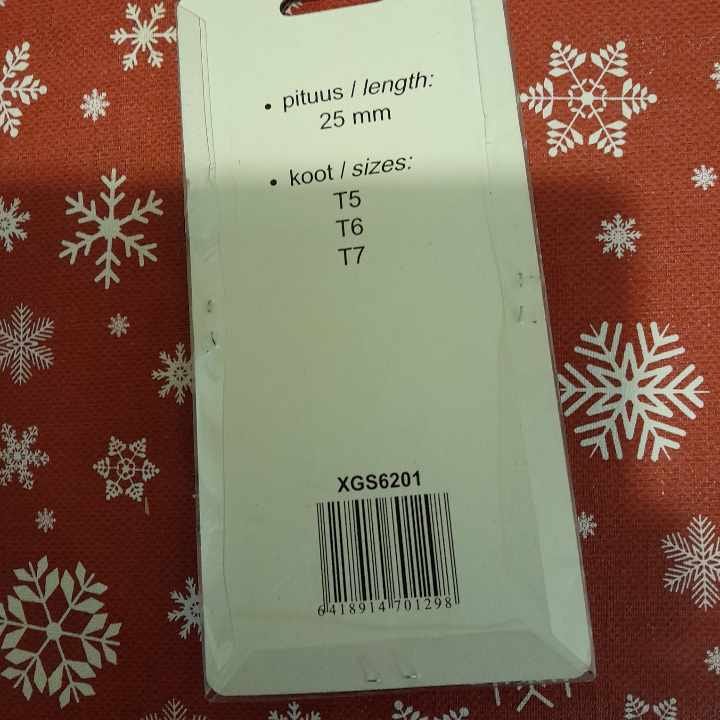 • pituus / length:
25 mm
• koot / sizes:
T5
T6
T7
XGS6201
6418914701298